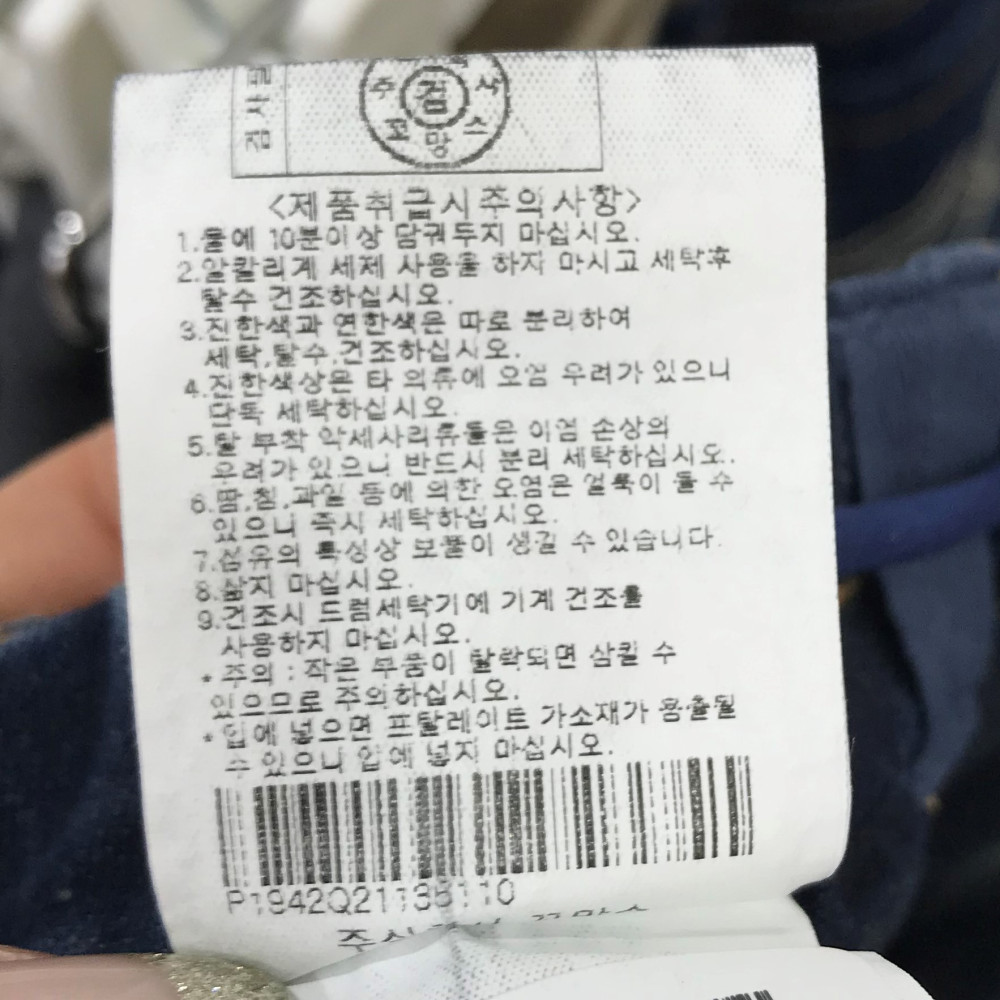 검사필
검
주 사
모 스
망
<제품취급시주의사항>
1.물에 10분이상 담궈두지 마십시오.
2.알칼리계 세제 사용을 하지 마시고 세탁후
탈수 건조하십시오.
3.진한색과 연한색은 따로 분리하여
세탁,탈수,건조하십시오.
4.진한색상은 타 의류에 오염 우려가 있으니
단독 세탁하십시오.
5.탈 부착 악세사리류들은 이염 손상의
우려가 있으니 반드시 분리 세탁하십시오.
6.땀,침,과일 등에 의한 오염은 얼룩이 될 수
있으니 즉시 세탁하십시오.
7.섬유의 특성상 보풀이 생길 수 있습니다.
8.삶지 마십시오.
9.건조시 드럼세탁기에 기계 건조를
사용하지 마십시오.
*주의 : 작은 부품이 탈락되면 삼킬 수
있으므로 주의하십시오.
*입에 넣으면 프탈레이트 가소재가 용출될
수 있으니 입에 넣지 마십시오.
P1942Q21138110